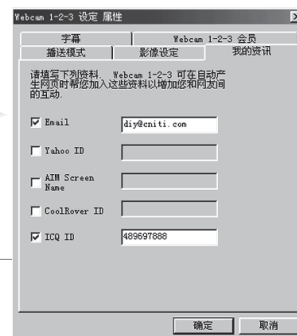 Webcam 1-2-3 设定 属性
字幕 Webcam 1-2-3 会员
播送模式 影像设定 我的资讯
请填写下列资料. Webcam 1-2-3 可在自动产
生网页时帮您加入这些资料以增加您和网友间
的互动.
Email diy@cniti.com
Yahoo ID
AIM Screen
Name
CoolRover ID
ICQ ID 489697888
确定 取消